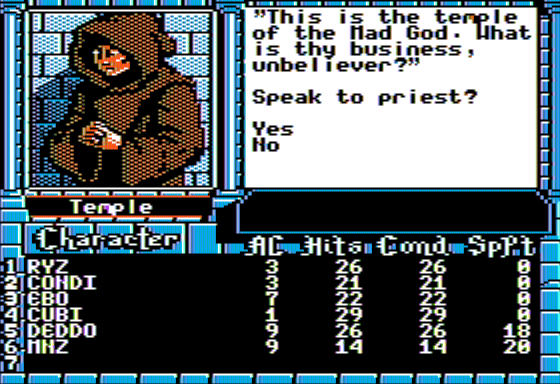 "This is the temple
of the Mad God. What
is thy business,
unbeliever?"
Speak to priest?
Yes
No
Temple
Character AC Hits Cond SpPt
1 RYZ 3 26 26 0
2 CONDI 3 21 21 0
3 EBO 7 22 22 0
4 CUBI 1 29 29 0
5 DEDDO 9 26 26 18
6 MNZ 9 14 14 20
7